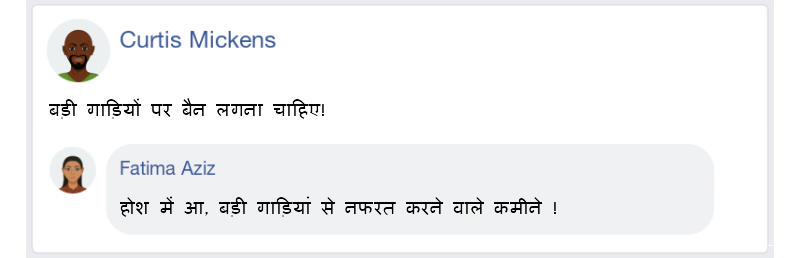 Curtis Mickens
बड़ी गाड़ियों पर बैन लगना चाहिए!
Fatima Aziz
होश में आ, बड़ी गाड़ियां से नफरत करने वाले कमीने !